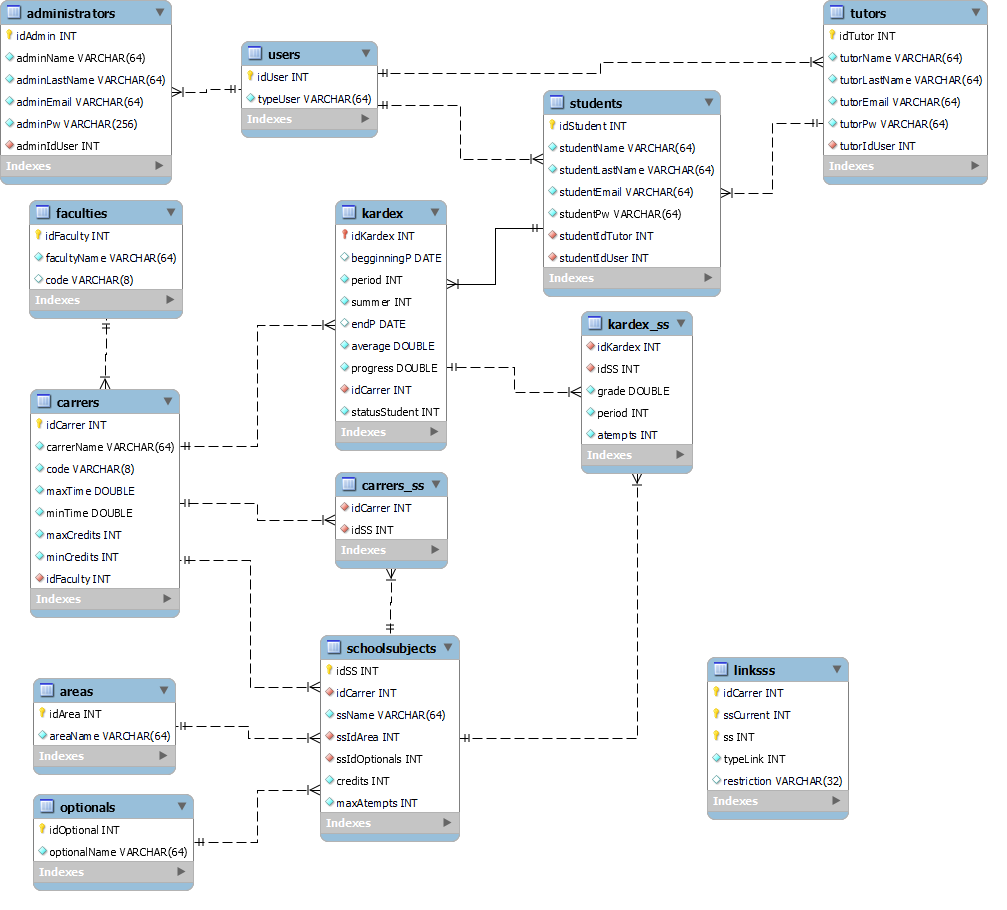 administrators
idAdmin INT
adminName VARCHAR(64)
adminLastName VARCHAR(64)
adminEmail VARCHAR(64)
adminPw VARCHAR(256)
adminIdUser INT
Indexes
users
idUser INT
typeUser VARCHAR(64)
Indexes
tutors
idTutor INT
tutorName VARCHAR(64)
tutorLastName VARCHAR(64)
tutorEmail VARCHAR(64)
tutorPw VARCHAR(64)
tutorIdUser INT
Indexes
students
idStudent INT
studentName VARCHAR(64)
studentLastName VARCHAR(64)
studentEmail VARCHAR(64)
studentPw VARCHAR(64)
studentIdTutor INT
studentIdUser INT
Indexes
faculties
idFaculty INT
facultyName VARCHAR(64)
code VARCHAR(8)
Indexes
kardex
idKardex INT
begginningP DATE
period INT
summer INT
endP DATE
average DOUBLE
progress DOUBLE
idCarrer INT
statusStudent INT
Indexes
kardex_ss
idKardex INT
idSS INT
grade DOUBLE
period INT
atempts INT
Indexes
carrers
idCarrer INT
carrerName VARCHAR(64)
code VARCHAR(8)
maxTime DOUBLE
minTime DOUBLE
maxCredits INT
minCredits INT
idFaculty INT
Indexes
carrers_ss
idCarrer INT
idSS INT
Indexes
schoolsubjects
idSS INT
idCarrer INT
ssName VARCHAR(64)
ssIdArea INT
ssIdOptionals INT
credits INT
maxAtempts INT
Indexes
areas
idArea INT
areaName VARCHAR(64)
Indexes
optionals
idOptional INT
optionalName VARCHAR(64)
Indexes
linksss
idCarrer INT
ssCurrent INT
ss INT
typeLink INT
restriction VARCHAR(32)
Indexes